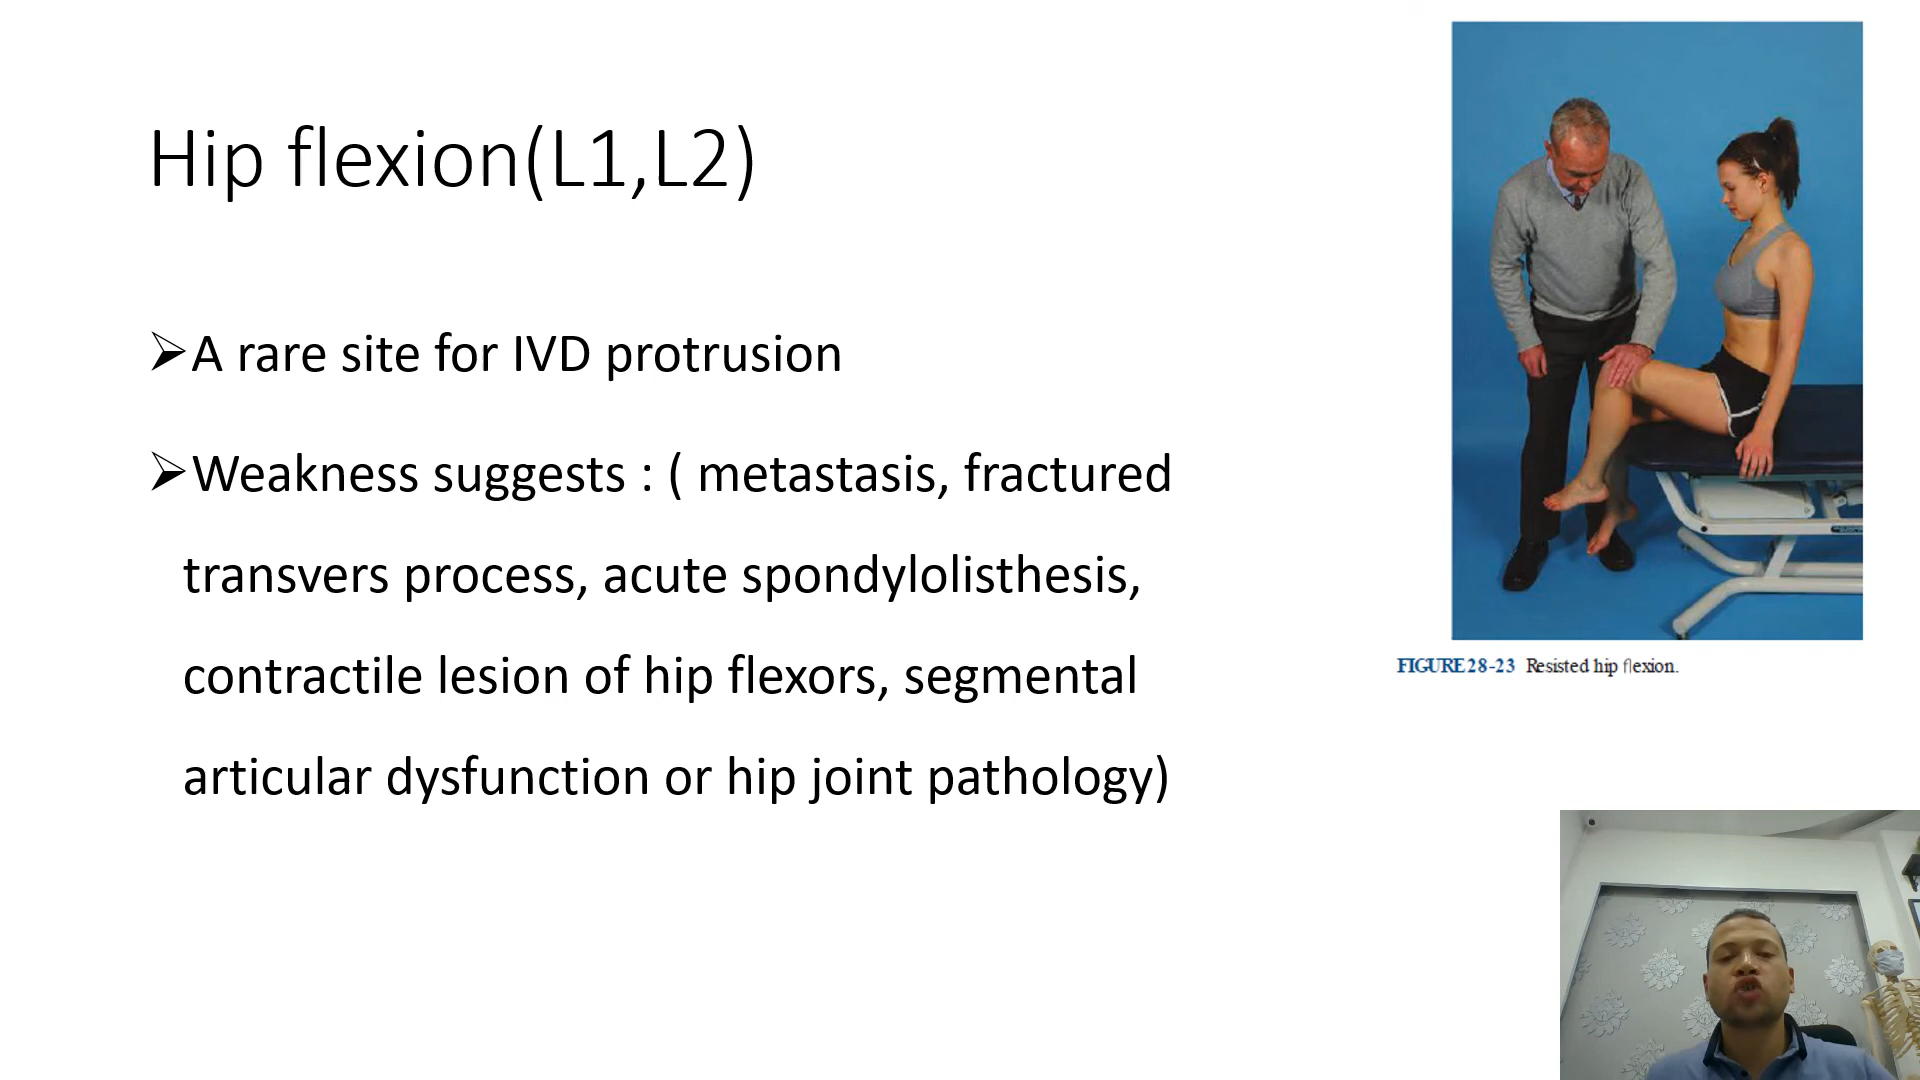 Hip flexion(L1,L2)
➢A rare site for IVD protrusion
➢Weakness suggests : ( metastasis, fractured
transvers process, acute spondylolisthesis,
contractile lesion of hip flexors, segmental
articular dysfunction or hip joint pathology)
FIGURE 28-23 Resisted hip flexion.